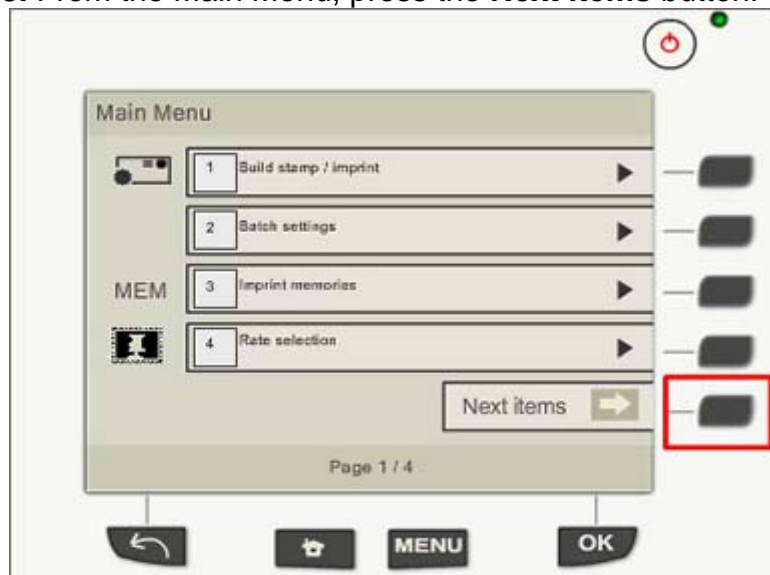 From the main menu, press the Next Items button.
Main Menu
1 Build stamp / imprint
2 Batch settings
MEM 3 Imprint memories
4 Rate selection
Next items
Page 1 / 4
MENU OK